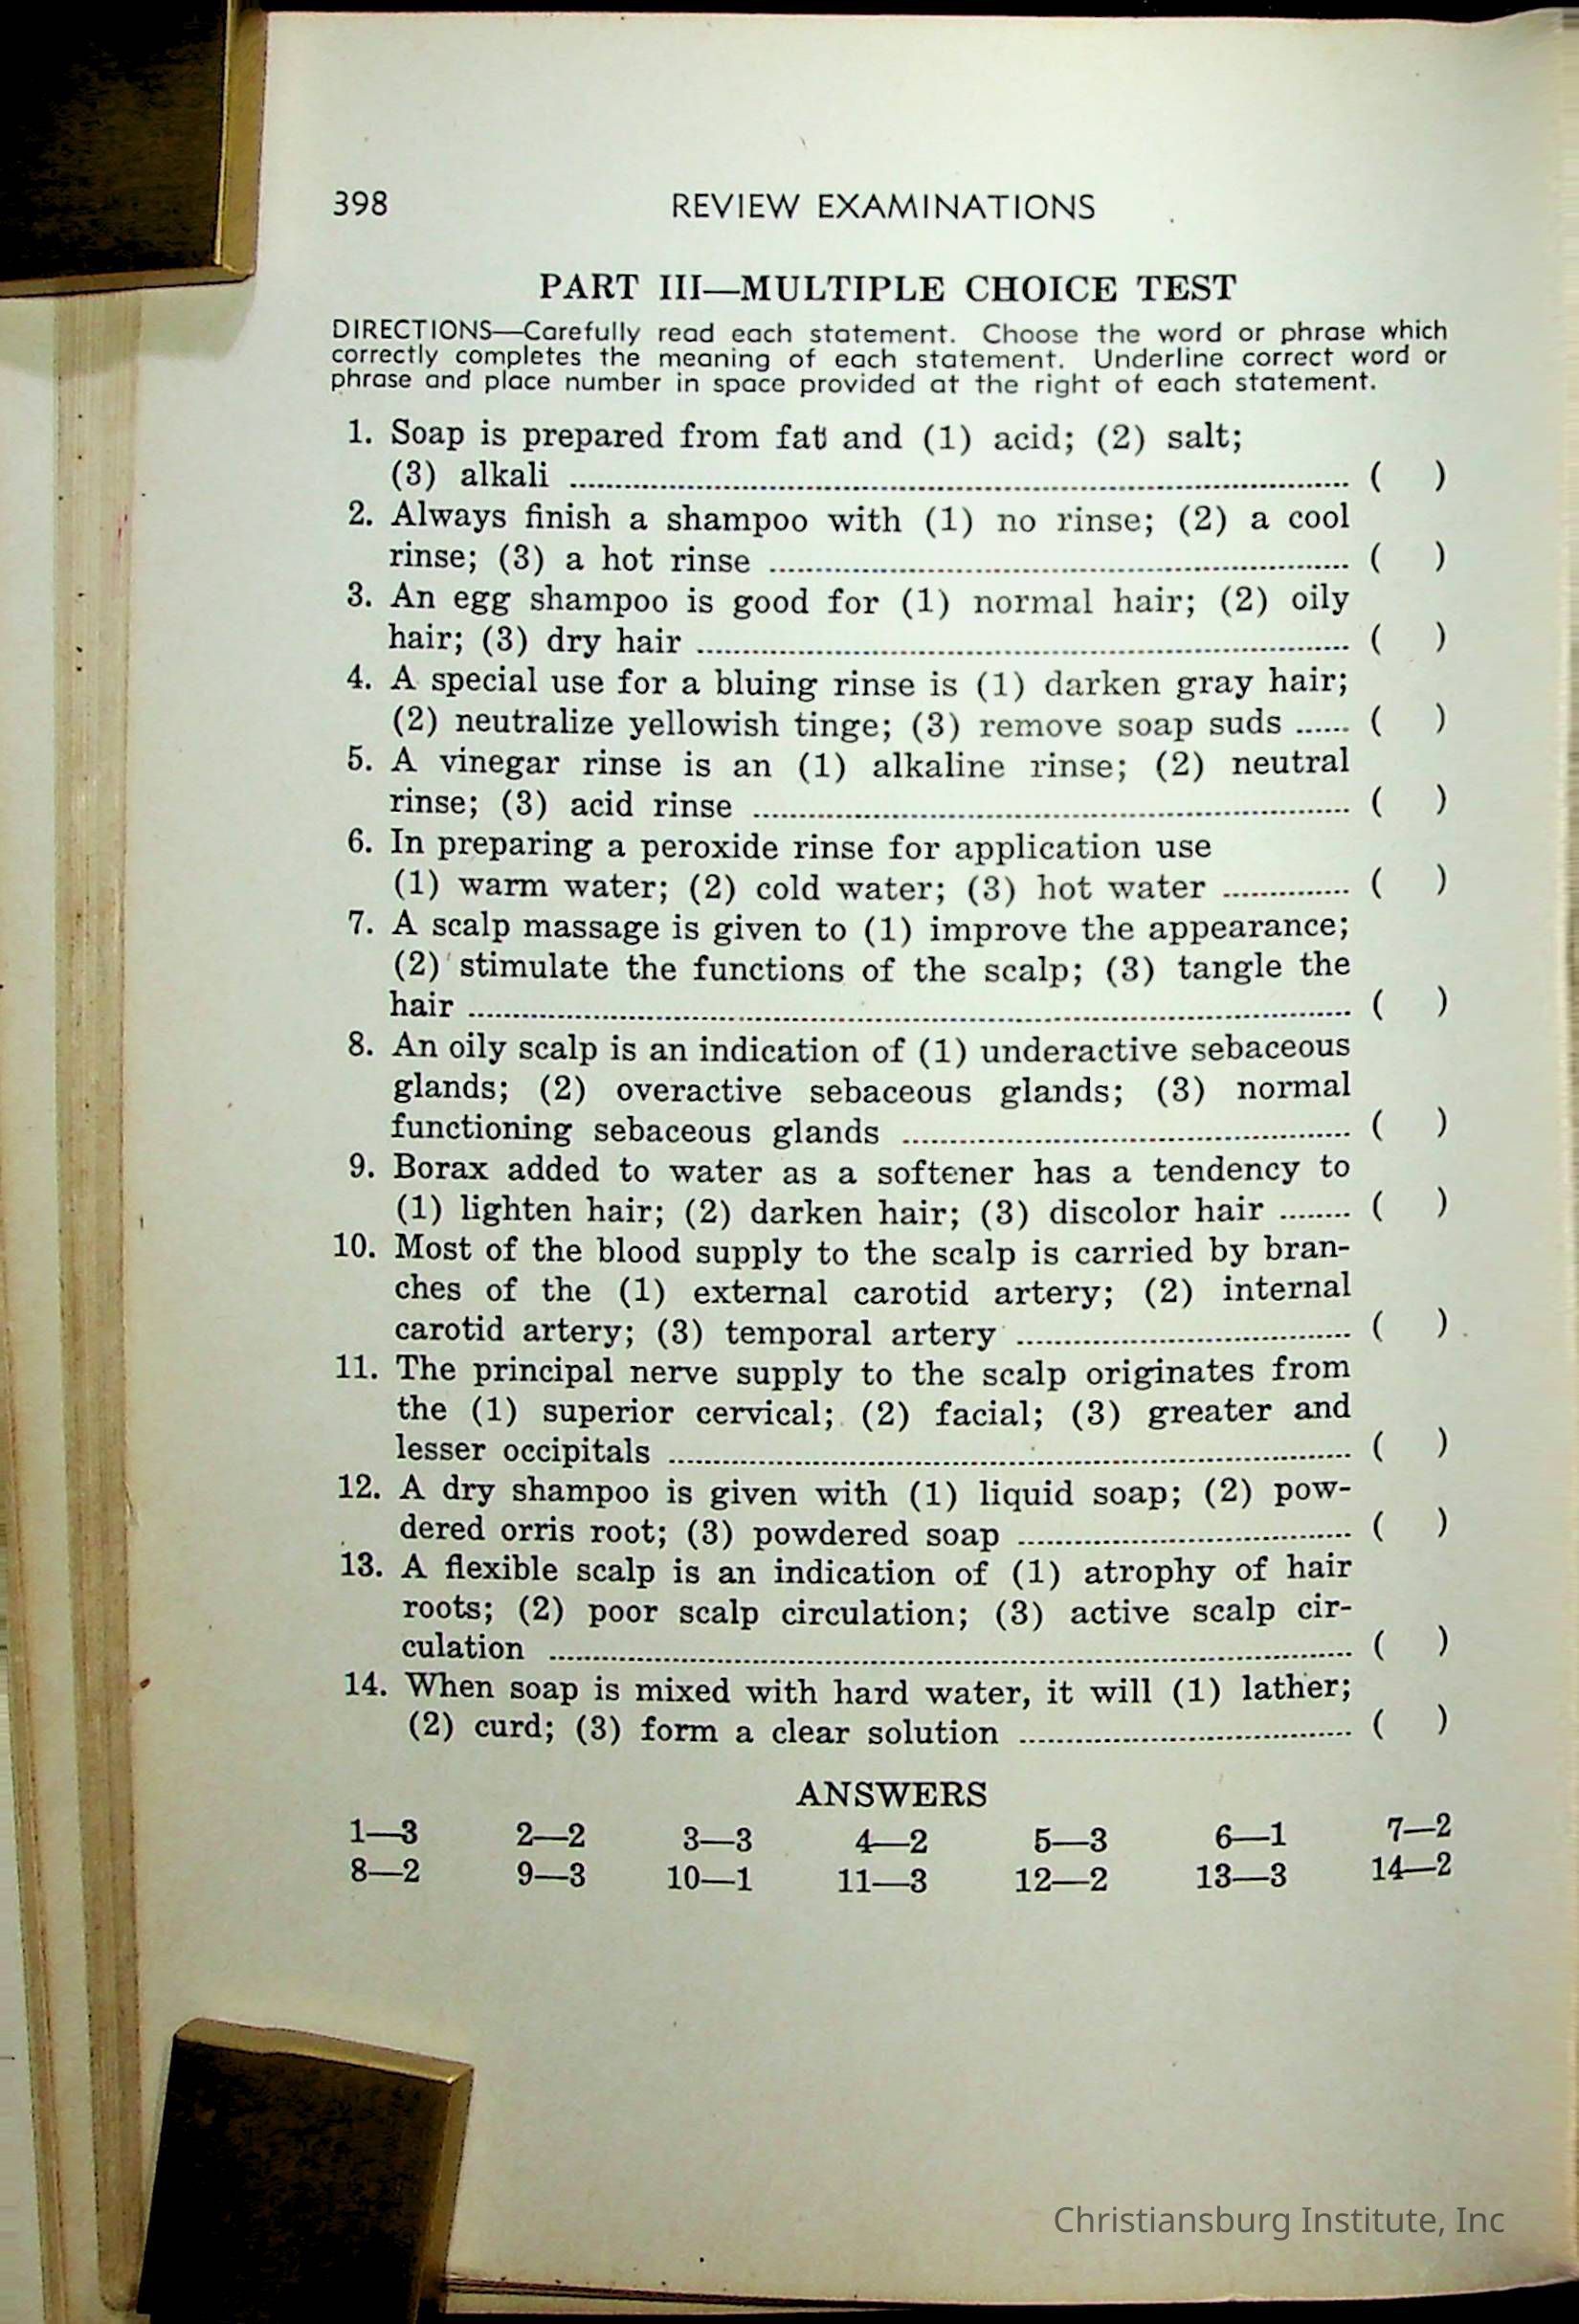 398 REVIEW EXAMINATIONS
PART III—MULTIPLE CHOICE TEST
DIRECTIONS—Carefully read each statement. Choose the word or phrase which
correctly completes the meaning of each statement. Underline correct word or
phrase and place number in space provided at the right of each statement.
1. Soap is prepared from fat and (1) acid; (2) salt;
(3) alkali ........ ( )
2. Always finish a shampoo with (1) no rinse; (2) a cool
rinse; (3) a hot rinse ........ ( )
3. An egg shampoo is good for (1) normal hair; (2) oily
hair; (3) dry hair ........ ( )
4. A special use for a bluing rinse is (1) darken gray hair;
(2) neutralize yellowish tinge; (3) remove soap suds ...... ( )
5. A vinegar rinse is an (1) alkaline rinse; (2) neutral
rinse; (3) acid rinse ........ ( )
6. In preparing a peroxide rinse for application use
(1) warm water; (2) cold water; (3) hot water ........ ( )
7. A scalp massage is given to (1) improve the appearance;
(2) stimulate the functions of the scalp; (3) tangle the
hair ........ ( )
8. An oily scalp is an indication of (1) underactive sebaceous
glands; (2) overactive sebaceous glands; (3) normal
functioning sebaceous glands ........ ( )
9. Borax added to water as a softener has a tendency to
(1) lighten hair; (2) darken hair; (3) discolor hair ........ ( )
10. Most of the blood supply to the scalp is carried by bran-
ches of the (1) external carotid artery; (2) internal
carotid artery; (3) temporal artery ........ ( )
11. The principal nerve supply to the scalp originates from
the (1) superior cervical; (2) facial; (3) greater and
lesser occipitals ........ ( )
12. A dry shampoo is given with (1) liquid soap; (2) pow-
dered orris root; (3) powdered soap ........ ( )
13. A flexible scalp is an indication of (1) atrophy of hair
roots; (2) poor scalp circulation; (3) active scalp cir-
culation ........ ( )
14. When soap is mixed with hard water, it will (1) lather;
(2) curd; (3) form a clear solution ........ ( )
ANSWERS
1—3 2—2 3—3 4—2 5—3 6—1 7—2
8—2 9—3 10—1 11—3 12—2 13—3 14—2
Christiansburg Institute, Inc